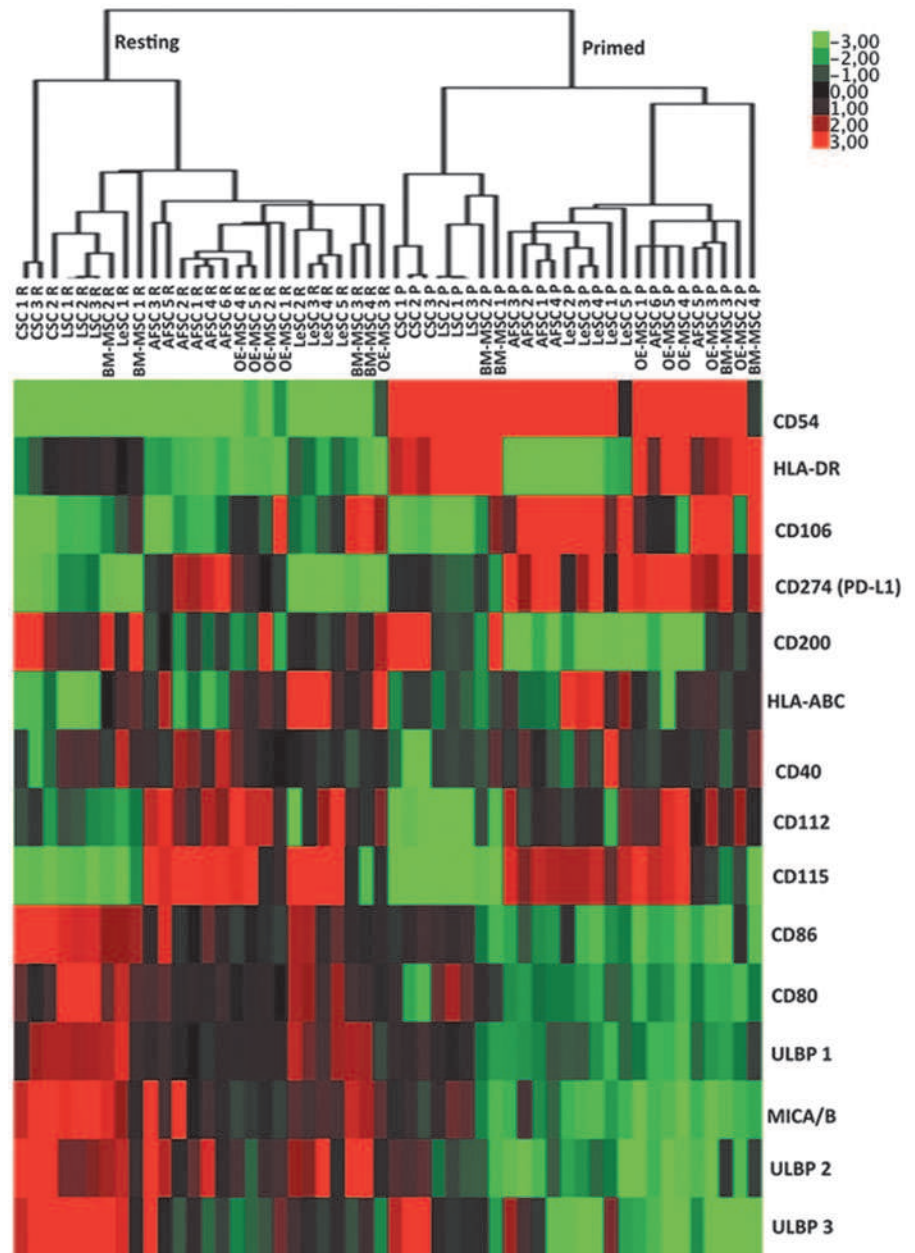 Resting
Primed
-3,00
-2,00
-1,00
0,00
1,00
2,00
3,00
CSC 1 R
CSC 3 R
CSC 2 R
LSC 1 R
LSC 2 R
LSC 3 R
BM-MSC 2 R
LeSC 1 R
BM-MSC 1 R
AFSC 3 R
AFSC 5 R
AFSC 2 R
AFSC 1 R
AFSC 4 R
AFSC 6 R
OE-MSC 4 R
OE-MSC 5 R
OE-MSC 2 R
OE-MSC 1 R
LeSC 2 R
LeSC 3 R
LeSC 4 R
LeSC 5 R
BM-MSC 3 R
BM-MSC 4 R
OE-MSC 3 R
CSC 1 P
CSC 2 P
CSC 3 P
LSC 2 P
LSC 1 P
LSC 3 P
BM-MSC 2 P
BM-MSC 1 P
AFSC 3 P
AFSC 2 P
AFSC 1 P
AFSC 4 P
LeSC 2 P
LeSC 3 P
LeSC 4 P
LeSC 1 P
LeSC 5 P
OE-MSC 1 P
AFSC 6 P
OE-MSC 5 P
OE-MSC 4 P
AFSC 5 P
OE-MSC 3 P
BM-MSC 3 P
OE-MSC 2 P
BM-MSC 4 P
CD54
HLA-DR
CD106
CD274 (PD-L1)
CD200
HLA-ABC
CD40
CD112
CD115
CD86
CD80
ULBP 1
MICA/B
ULBP 2
ULBP 3